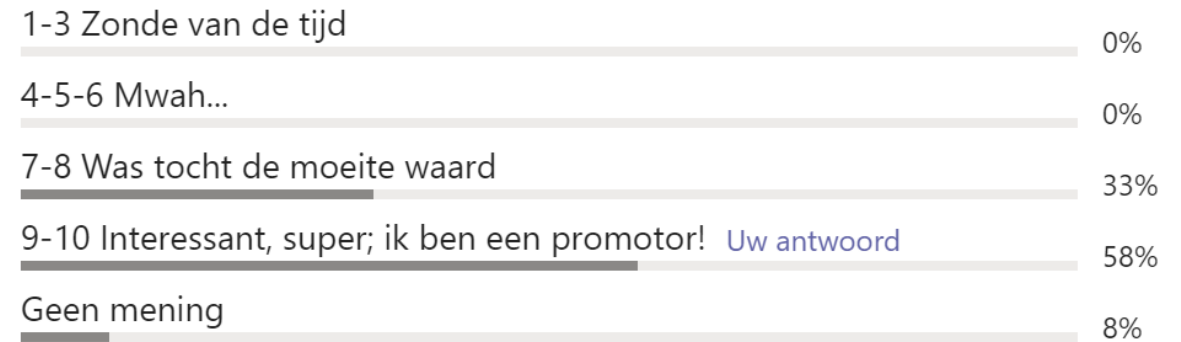 1-3 Zonde van de tijd
0%
4-5-6 Mwah...
0%
7-8 Was tocht de moeite waard
33%
9-10 Interessant, super; ik ben een promotor! Uw antwoord
58%
Geen mening
8%